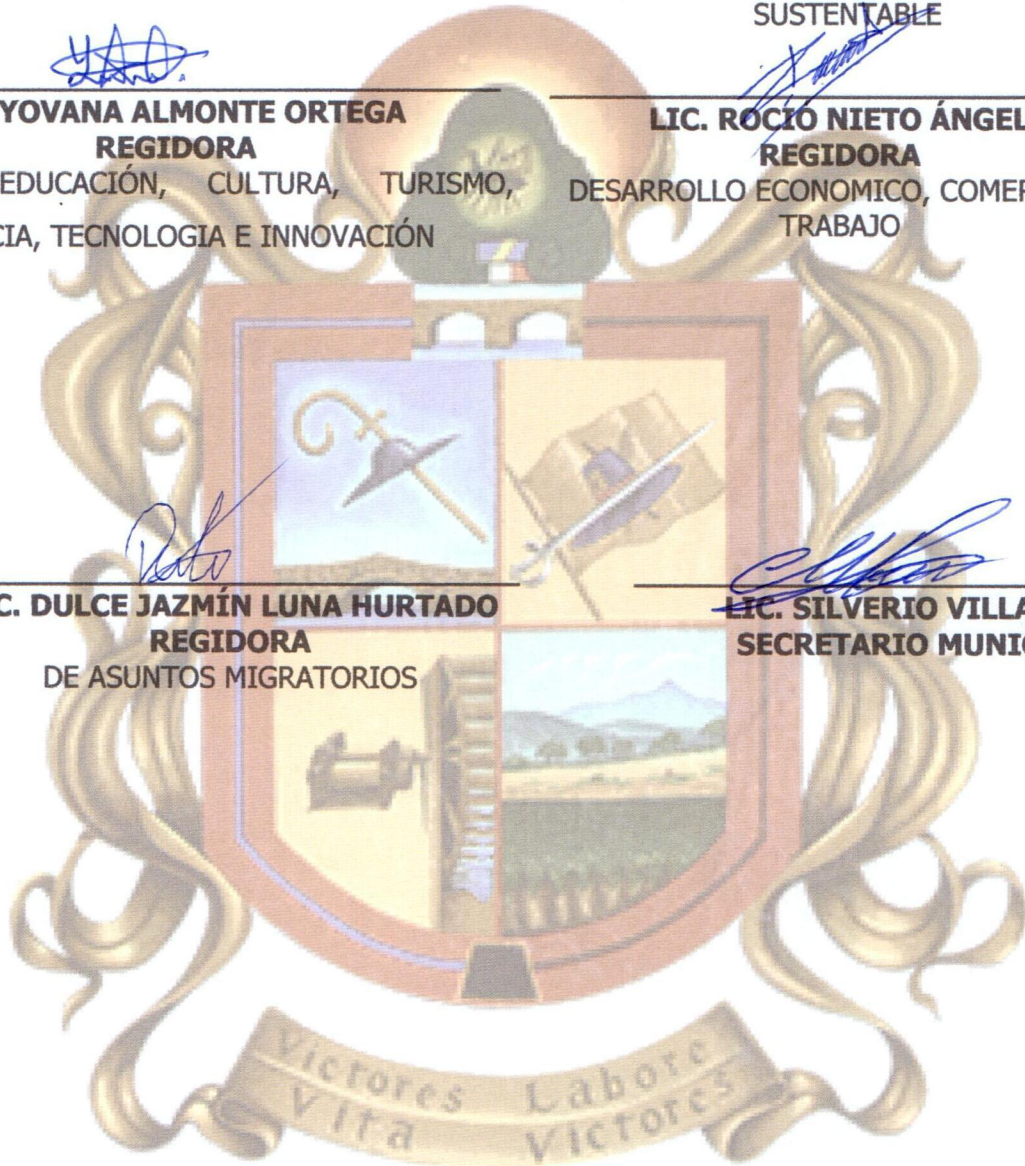 SUSTENTABLE
YOVANA ALMONTE ORTEGA
REGIDORA
EDUCACIÓN, CULTURA, TURISMO,
CIA, TECNOLOGIA E INNOVACIÓN
LIC. ROCÍO NIETO ÁNGEL
REGIDORA
DESARROLLO ECONOMICO, COMER
TRABAJO
C. DULCE JAZMÍN LUNA HURTADO
REGIDORA
DE ASUNTOS MIGRATORIOS
LIC. SILVERIO VILLA
SECRETARIO MUNIC
Victores Labore
Vita Victores